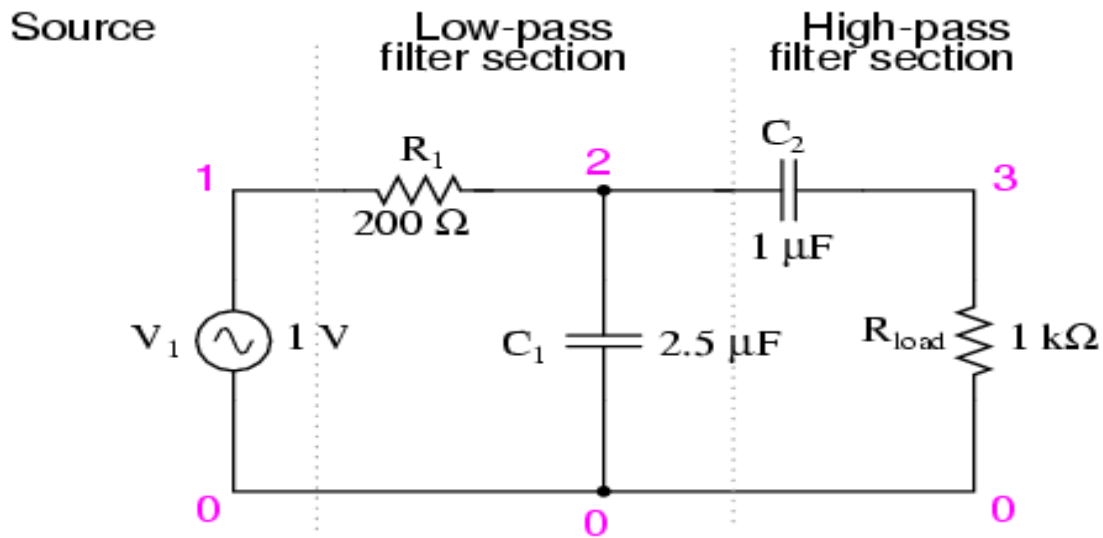 Source
Low-pass
filter section
High-pass
filter section
1
R1
200 Ω
2
C2
1 μF
3
V1
1 V
C1
2.5 μF
Rload
1 kΩ
0
0
0